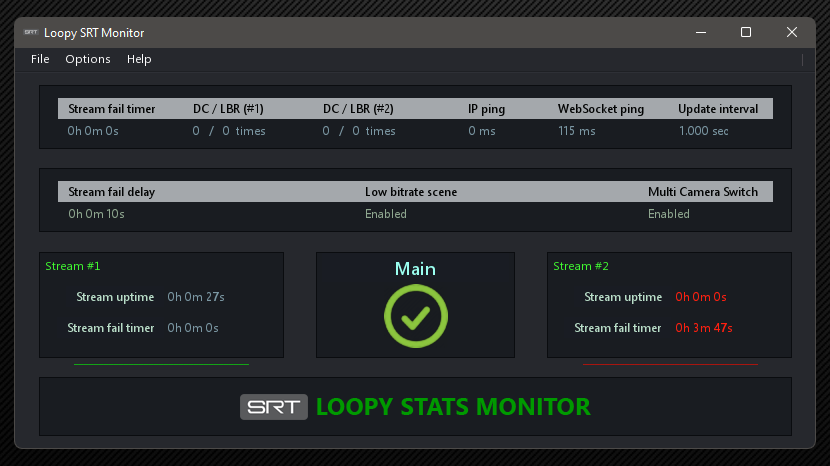 SRT Loopy SRT Monitor
File Options Help
Stream fail timer DC / LBR (#1) DC / LBR (#2) IP ping WebSocket ping Update interval
0h 0m 0s 0 / 0 times 0 / 0 times 0 ms 115 ms 1.000 sec
Stream fail delay Low bitrate scene Multi Camera Switch
0h 0m 10s Enabled Enabled
Stream #1
Stream uptime 0h 0m 27s
Stream fail timer 0h 0m 0s
Main
Stream #2
Stream uptime 0h 0m 0s
Stream fail timer 0h 3m 47s
SRT LOOPY STATS MONITOR